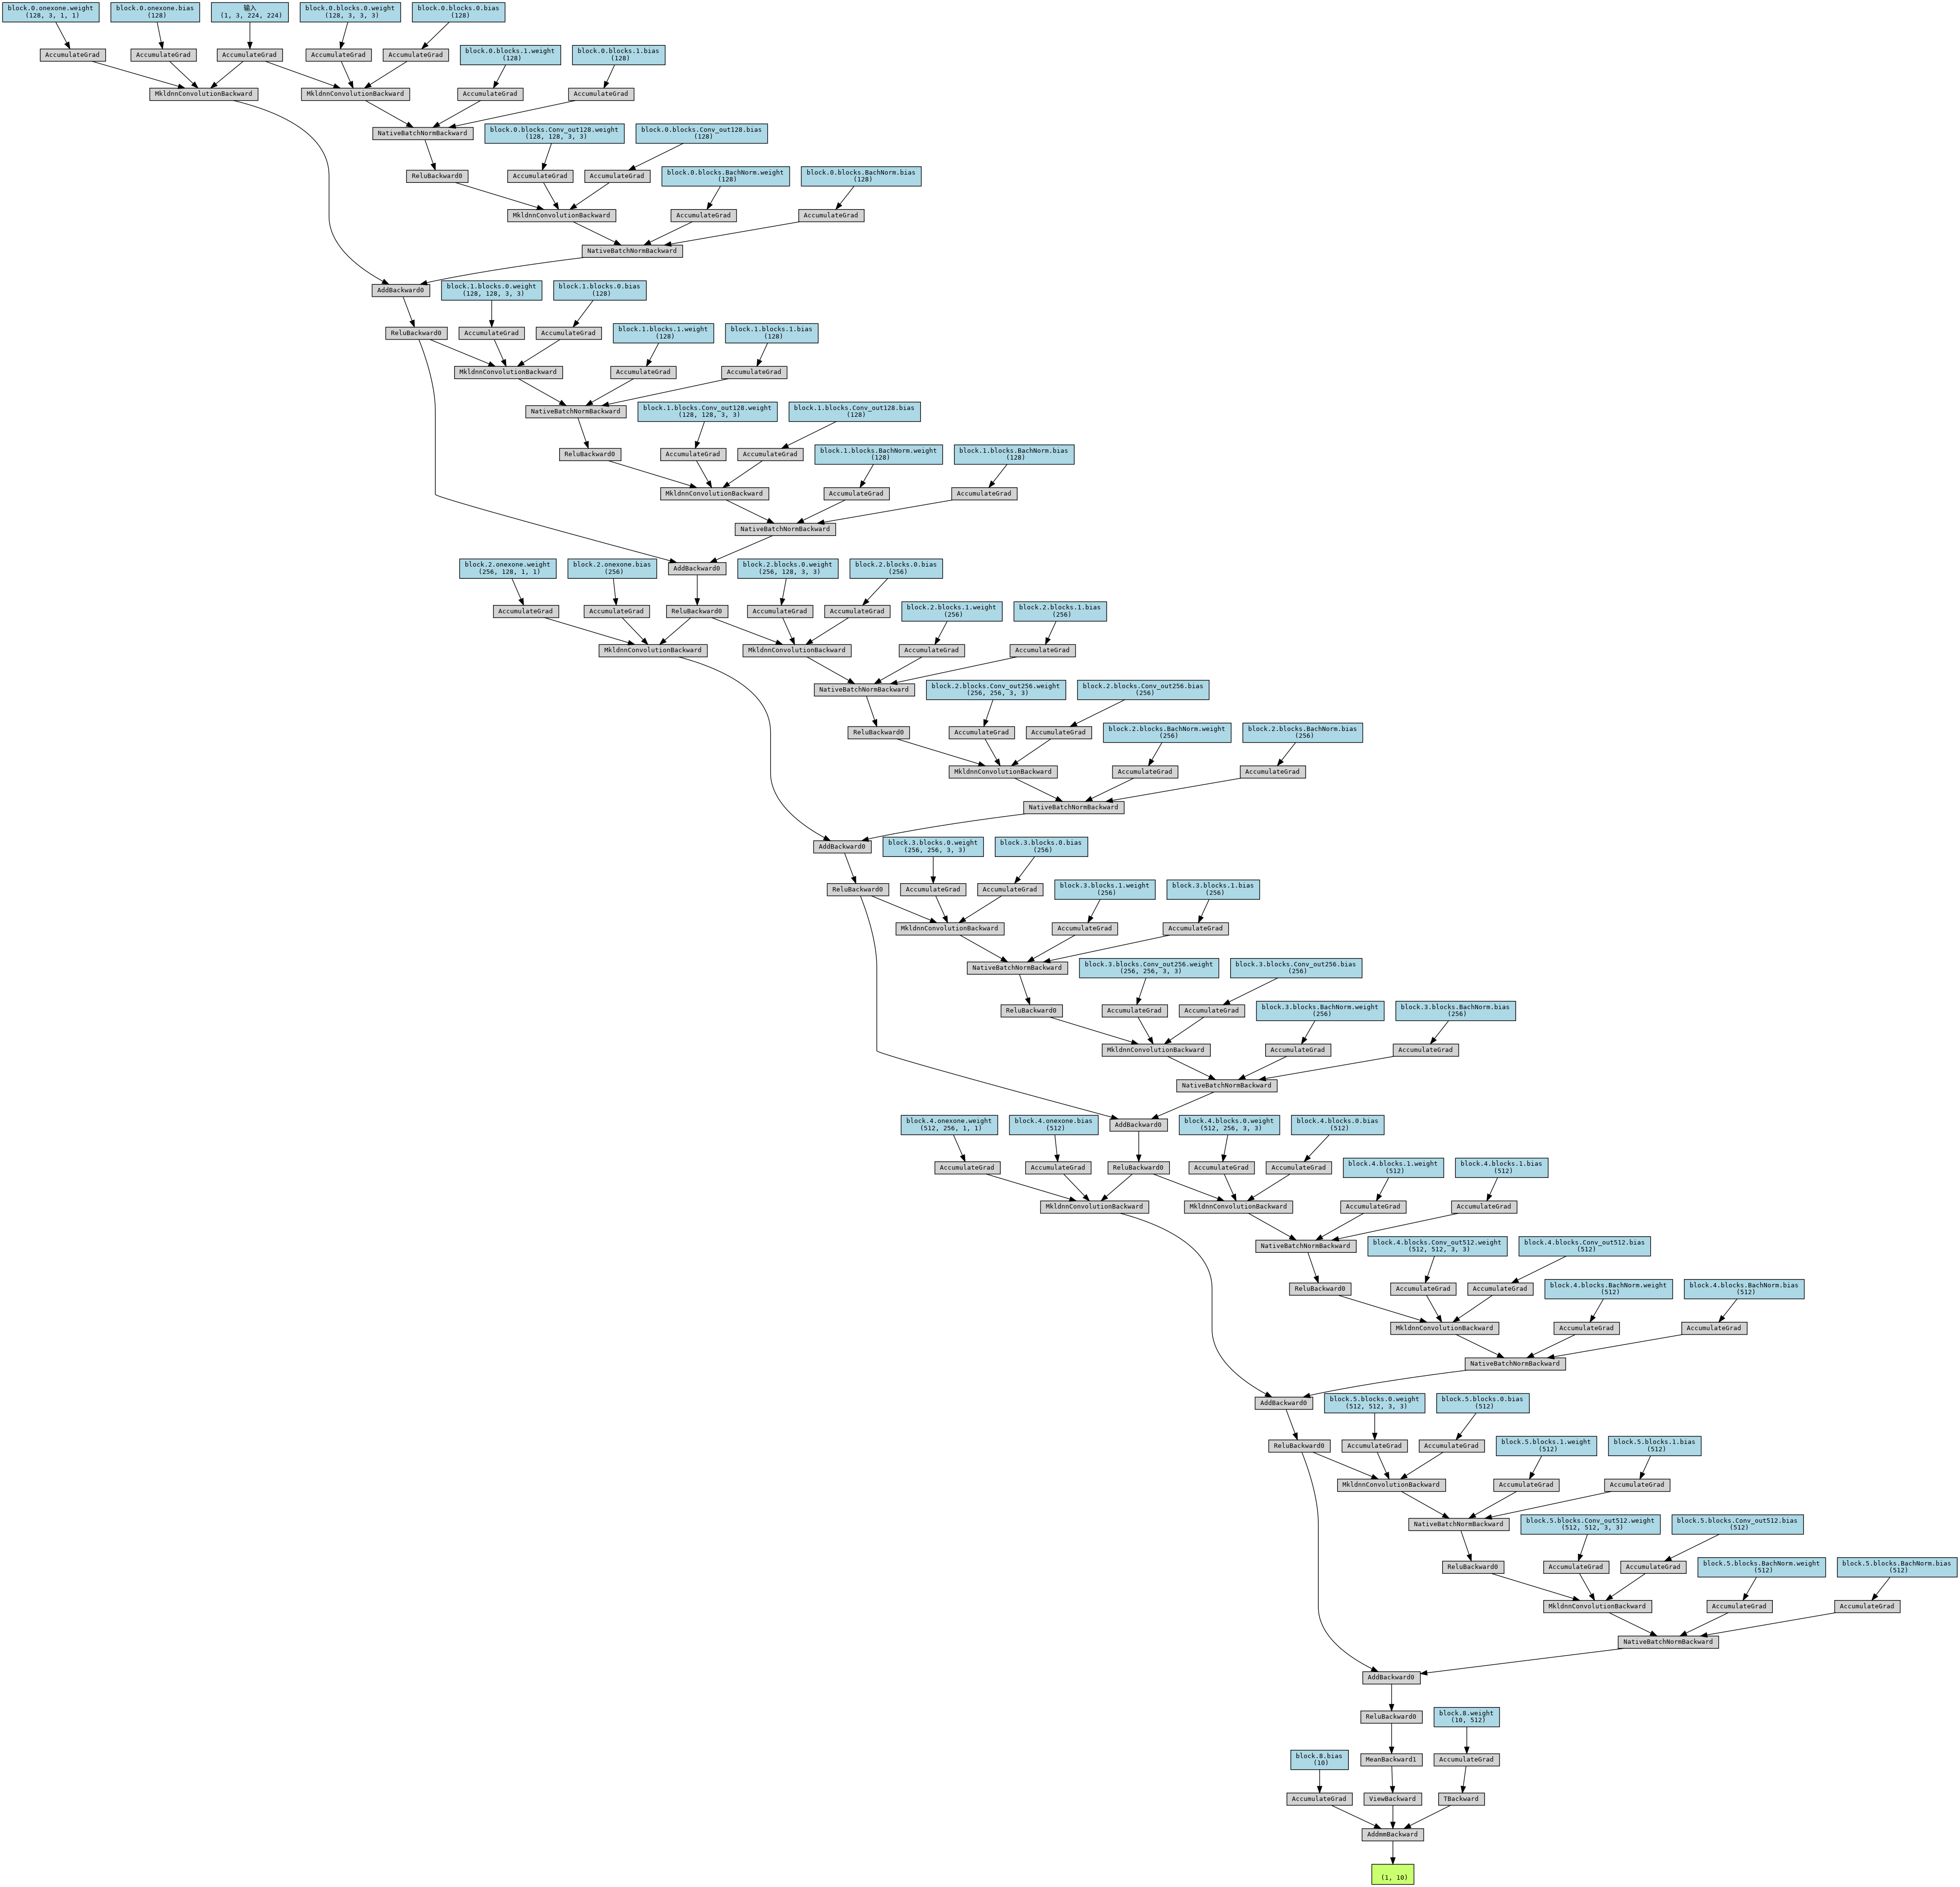 block.0.onexone.weight
(128, 3, 1, 1)
block.0.onexone.bias
(128)
输入
(1, 3, 224, 224)
block.0.blocks.0.weight
(128, 3, 3, 3)
block.0.blocks.0.bias
(128)
AccumulateGrad
AccumulateGrad
AccumulateGrad
AccumulateGrad
AccumulateGrad
block.0.blocks.1.weight
(128)
block.0.blocks.1.bias
(128)
MkldnnConvolutionBackward
MkldnnConvolutionBackward
AccumulateGrad
AccumulateGrad
NativeBatchNormBackward
block.0.blocks.Conv_out128.weight
(128, 128, 3, 3)
block.0.blocks.Conv_out128.bias
(128)
ReluBackward0
AccumulateGrad
AccumulateGrad
block.0.blocks.BachNorm.weight
(128)
block.0.blocks.BachNorm.bias
(128)
MkldnnConvolutionBackward
AccumulateGrad
AccumulateGrad
NativeBatchNormBackward
AddBackward0
block.1.blocks.0.weight
(128, 128, 3, 3)
block.1.blocks.0.bias
(128)
ReluBackward0
AccumulateGrad
AccumulateGrad
block.1.blocks.1.weight
(128)
block.1.blocks.1.bias
(128)
MkldnnConvolutionBackward
AccumulateGrad
AccumulateGrad
NativeBatchNormBackward
block.1.blocks.Conv_out128.weight
(128, 128, 3, 3)
block.1.blocks.Conv_out128.bias
(128)
ReluBackward0
AccumulateGrad
AccumulateGrad
block.1.blocks.BachNorm.weight
(128)
block.1.blocks.BachNorm.bias
(128)
MkldnnConvolutionBackward
AccumulateGrad
AccumulateGrad
NativeBatchNormBackward
block.2.onexone.weight
(256, 128, 1, 1)
block.2.onexone.bias
(256)
AddBackward0
block.2.blocks.0.weight
(256, 128, 3, 3)
block.2.blocks.0.bias
(256)
AccumulateGrad
AccumulateGrad
ReluBackward0
AccumulateGrad
AccumulateGrad
block.2.blocks.1.weight
(256)
block.2.blocks.1.bias
(256)
MkldnnConvolutionBackward
MkldnnConvolutionBackward
AccumulateGrad
AccumulateGrad
NativeBatchNormBackward
block.2.blocks.Conv_out256.weight
(256, 256, 3, 3)
block.2.blocks.Conv_out256.bias
(256)
ReluBackward0
AccumulateGrad
AccumulateGrad
block.2.blocks.BachNorm.weight
(256)
block.2.blocks.BachNorm.bias
(256)
MkldnnConvolutionBackward
AccumulateGrad
AccumulateGrad
NativeBatchNormBackward
AddBackward0
block.3.blocks.0.weight
(256, 256, 3, 3)
block.3.blocks.0.bias
(256)
ReluBackward0
AccumulateGrad
AccumulateGrad
block.3.blocks.1.weight
(256)
block.3.blocks.1.bias
(256)
MkldnnConvolutionBackward
AccumulateGrad
AccumulateGrad
NativeBatchNormBackward
block.3.blocks.Conv_out256.weight
(256, 256, 3, 3)
block.3.blocks.Conv_out256.bias
(256)
ReluBackward0
AccumulateGrad
AccumulateGrad
block.3.blocks.BachNorm.weight
(256)
block.3.blocks.BachNorm.bias
(256)
MkldnnConvolutionBackward
AccumulateGrad
AccumulateGrad
NativeBatchNormBackward
block.4.onexone.weight
(512, 256, 1, 1)
block.4.onexone.bias
(512)
AddBackward0
block.4.blocks.0.weight
(512, 256, 3, 3)
block.4.blocks.0.bias
(512)
AccumulateGrad
AccumulateGrad
ReluBackward0
AccumulateGrad
AccumulateGrad
block.4.blocks.1.weight
(512)
block.4.blocks.1.bias
(512)
MkldnnConvolutionBackward
MkldnnConvolutionBackward
AccumulateGrad
AccumulateGrad
NativeBatchNormBackward
block.4.blocks.Conv_out512.weight
(512, 512, 3, 3)
block.4.blocks.Conv_out512.bias
(512)
ReluBackward0
AccumulateGrad
AccumulateGrad
block.4.blocks.BachNorm.weight
(512)
block.4.blocks.BachNorm.bias
(512)
MkldnnConvolutionBackward
AccumulateGrad
AccumulateGrad
NativeBatchNormBackward
AddBackward0
block.5.blocks.0.weight
(512, 512, 3, 3)
block.5.blocks.0.bias
(512)
ReluBackward0
AccumulateGrad
AccumulateGrad
block.5.blocks.1.weight
(512)
block.5.blocks.1.bias
(512)
MkldnnConvolutionBackward
AccumulateGrad
AccumulateGrad
NativeBatchNormBackward
block.5.blocks.Conv_out512.weight
(512, 512, 3, 3)
block.5.blocks.Conv_out512.bias
(512)
ReluBackward0
AccumulateGrad
AccumulateGrad
block.5.blocks.BachNorm.weight
(512)
block.5.blocks.BachNorm.bias
(512)
MkldnnConvolutionBackward
AccumulateGrad
AccumulateGrad
NativeBatchNormBackward
AddBackward0
ReluBackward0
block.8.weight
(10, 512)
block.8.bias
(10)
MeanBackward1
AccumulateGrad
AccumulateGrad
ViewBackward
TBackward
AddmmBackward
(1, 10)